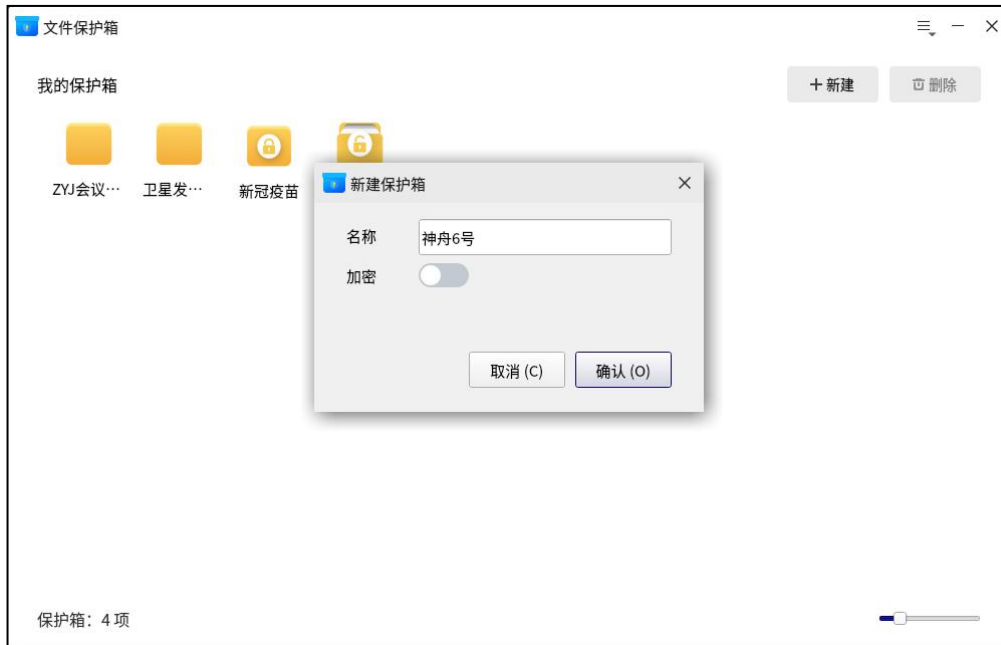 文件保护箱
我的保护箱
+新建
删除
ZYJ会议…
卫星发…
新冠疫苗
新建保护箱
名称
神舟6号
加密
取消 (C)
确认 (O)
保护箱：4 项